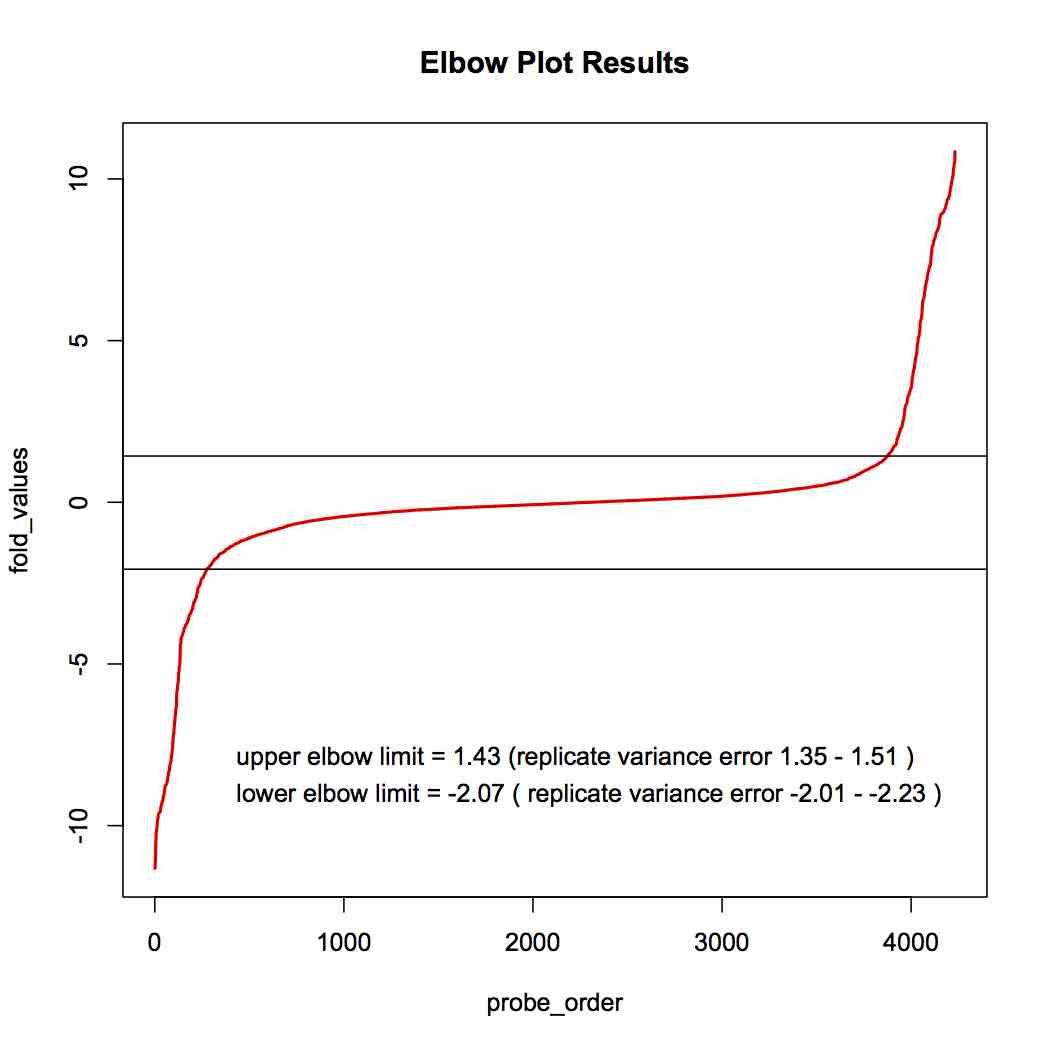 Elbow Plot Results
10
5
0
-5
-10
fold_values
upper elbow limit = 1.43 (replicate variance error 1.35 - 1.51 )
lower elbow limit = -2.07 ( replicate variance error -2.01 - -2.23 )
0 1000 2000 3000 4000
probe_order